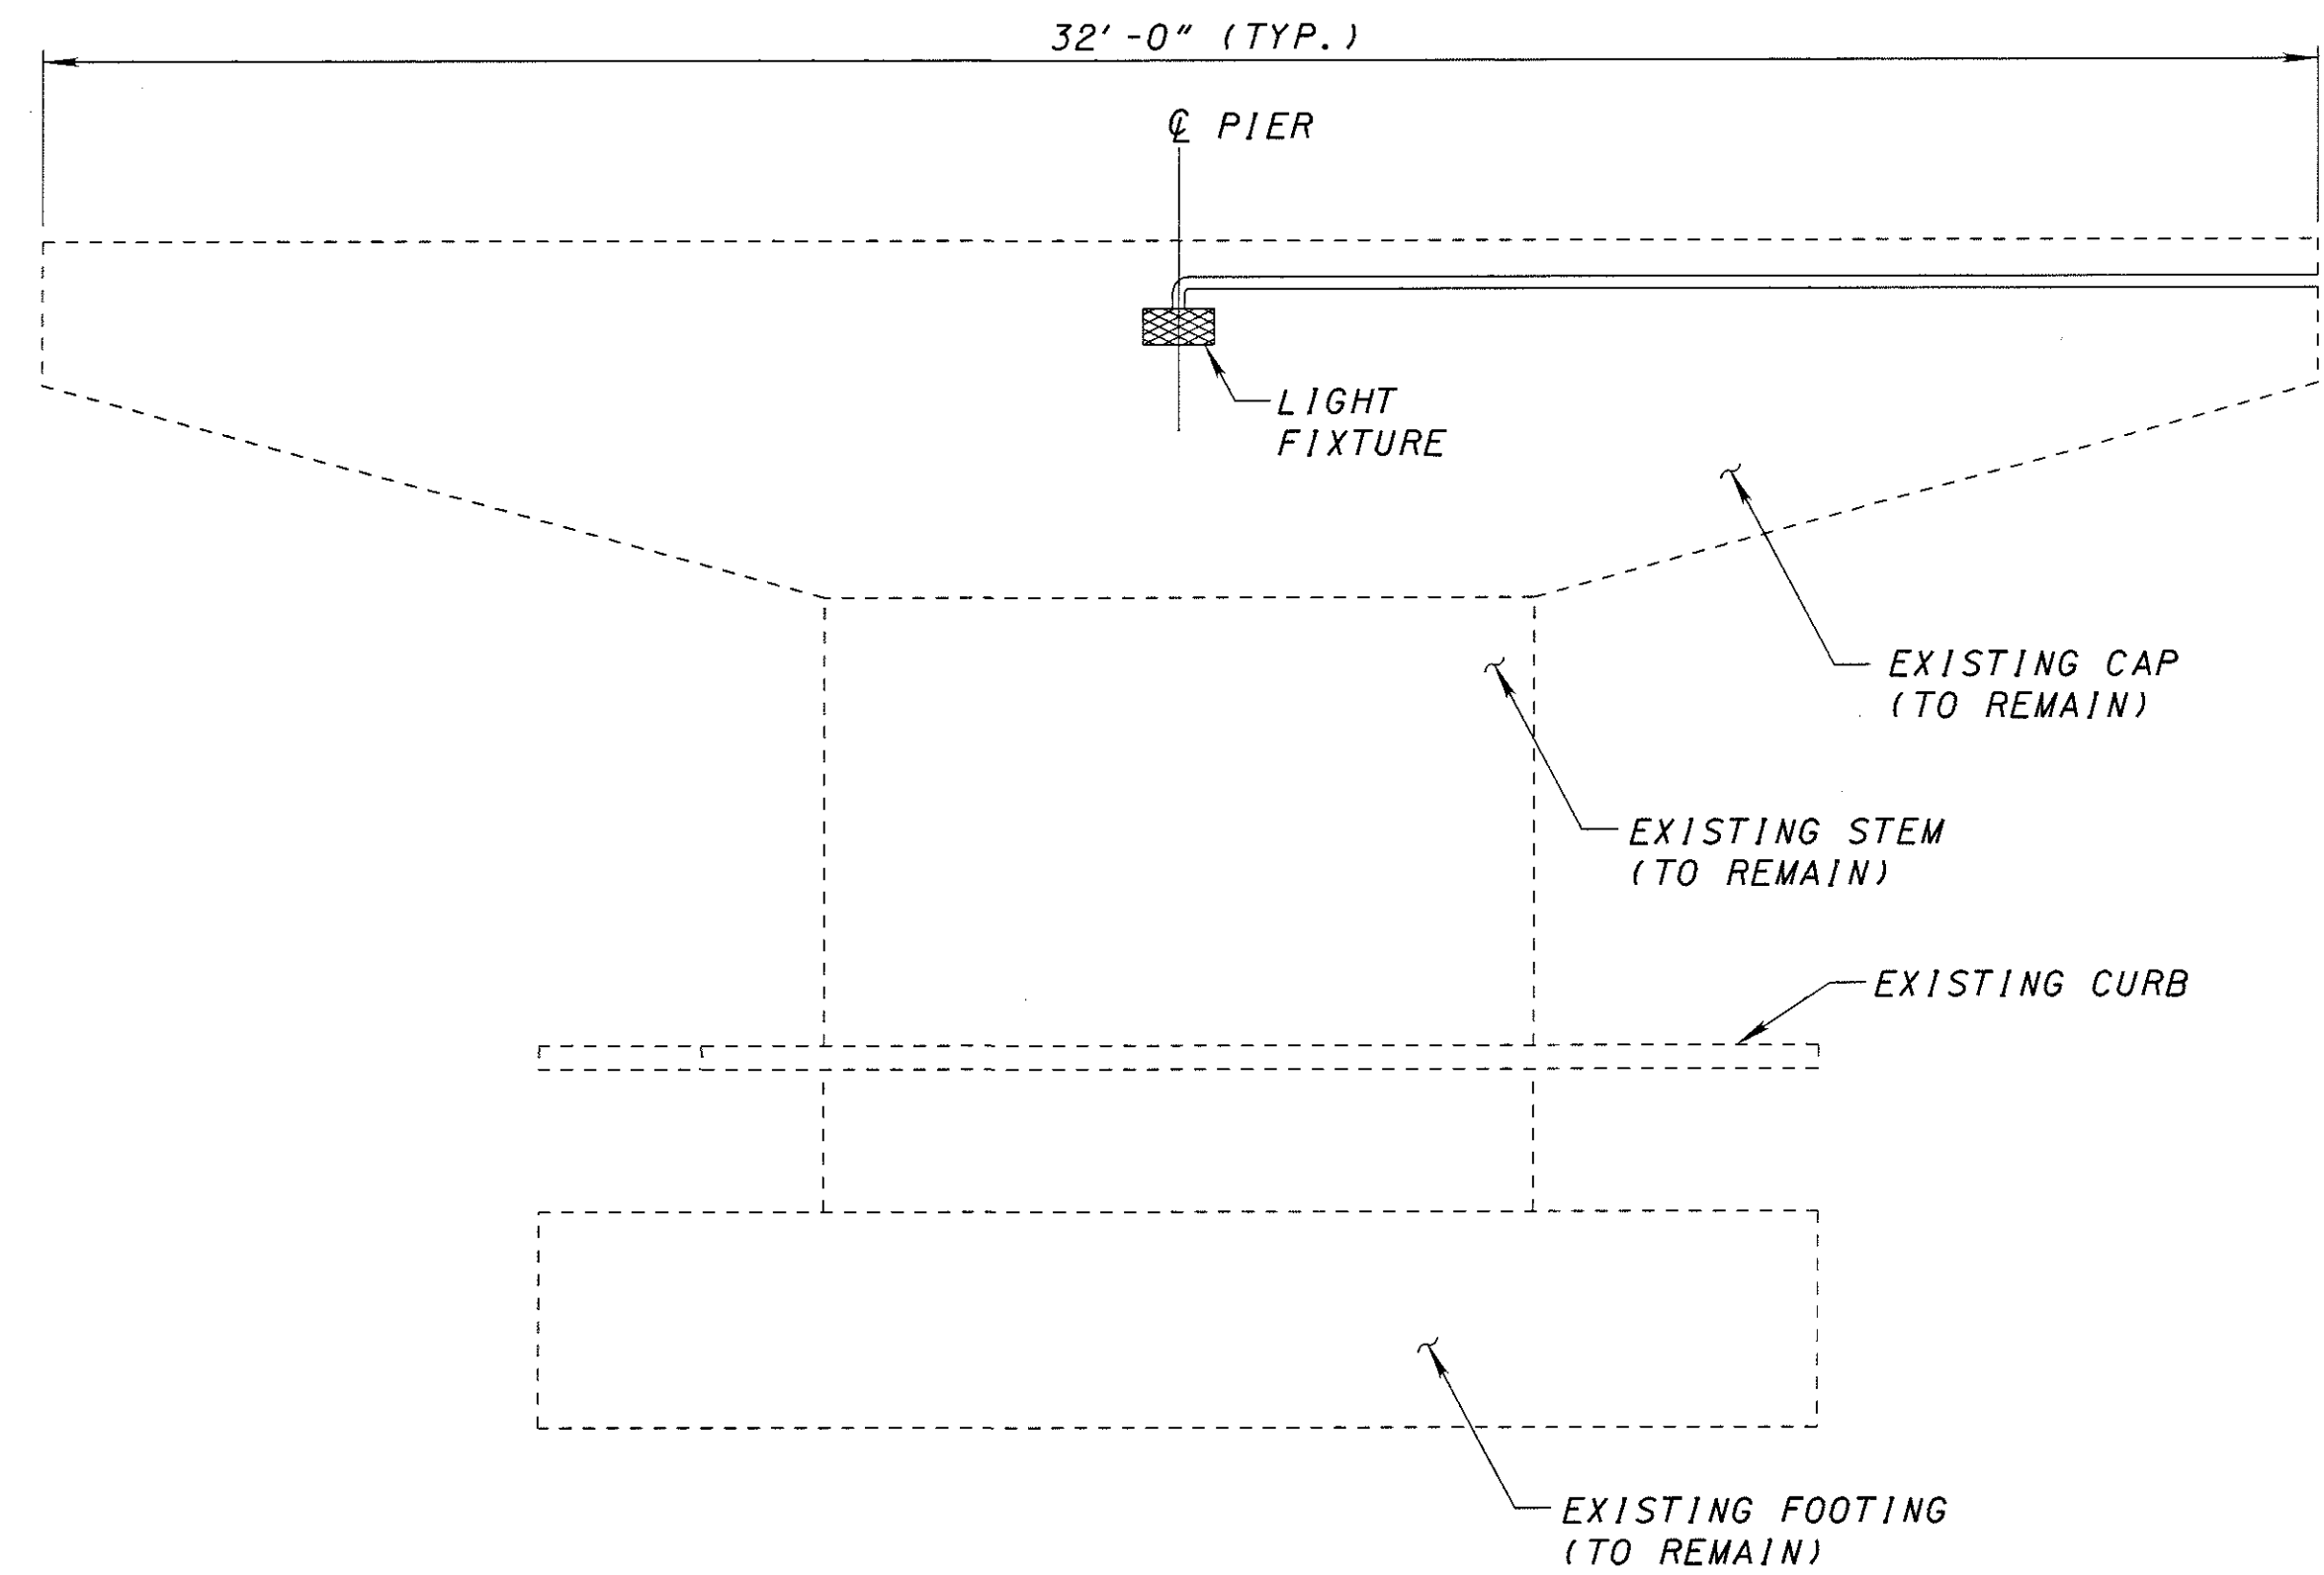 32'-0" (TYP.)
℄ PIER
LIGHT
FIXTURE
EXISTING CAP
(TO REMAIN)
EXISTING STEM
(TO REMAIN)
EXISTING CURB
EXISTING FOOTING
(TO REMAIN)